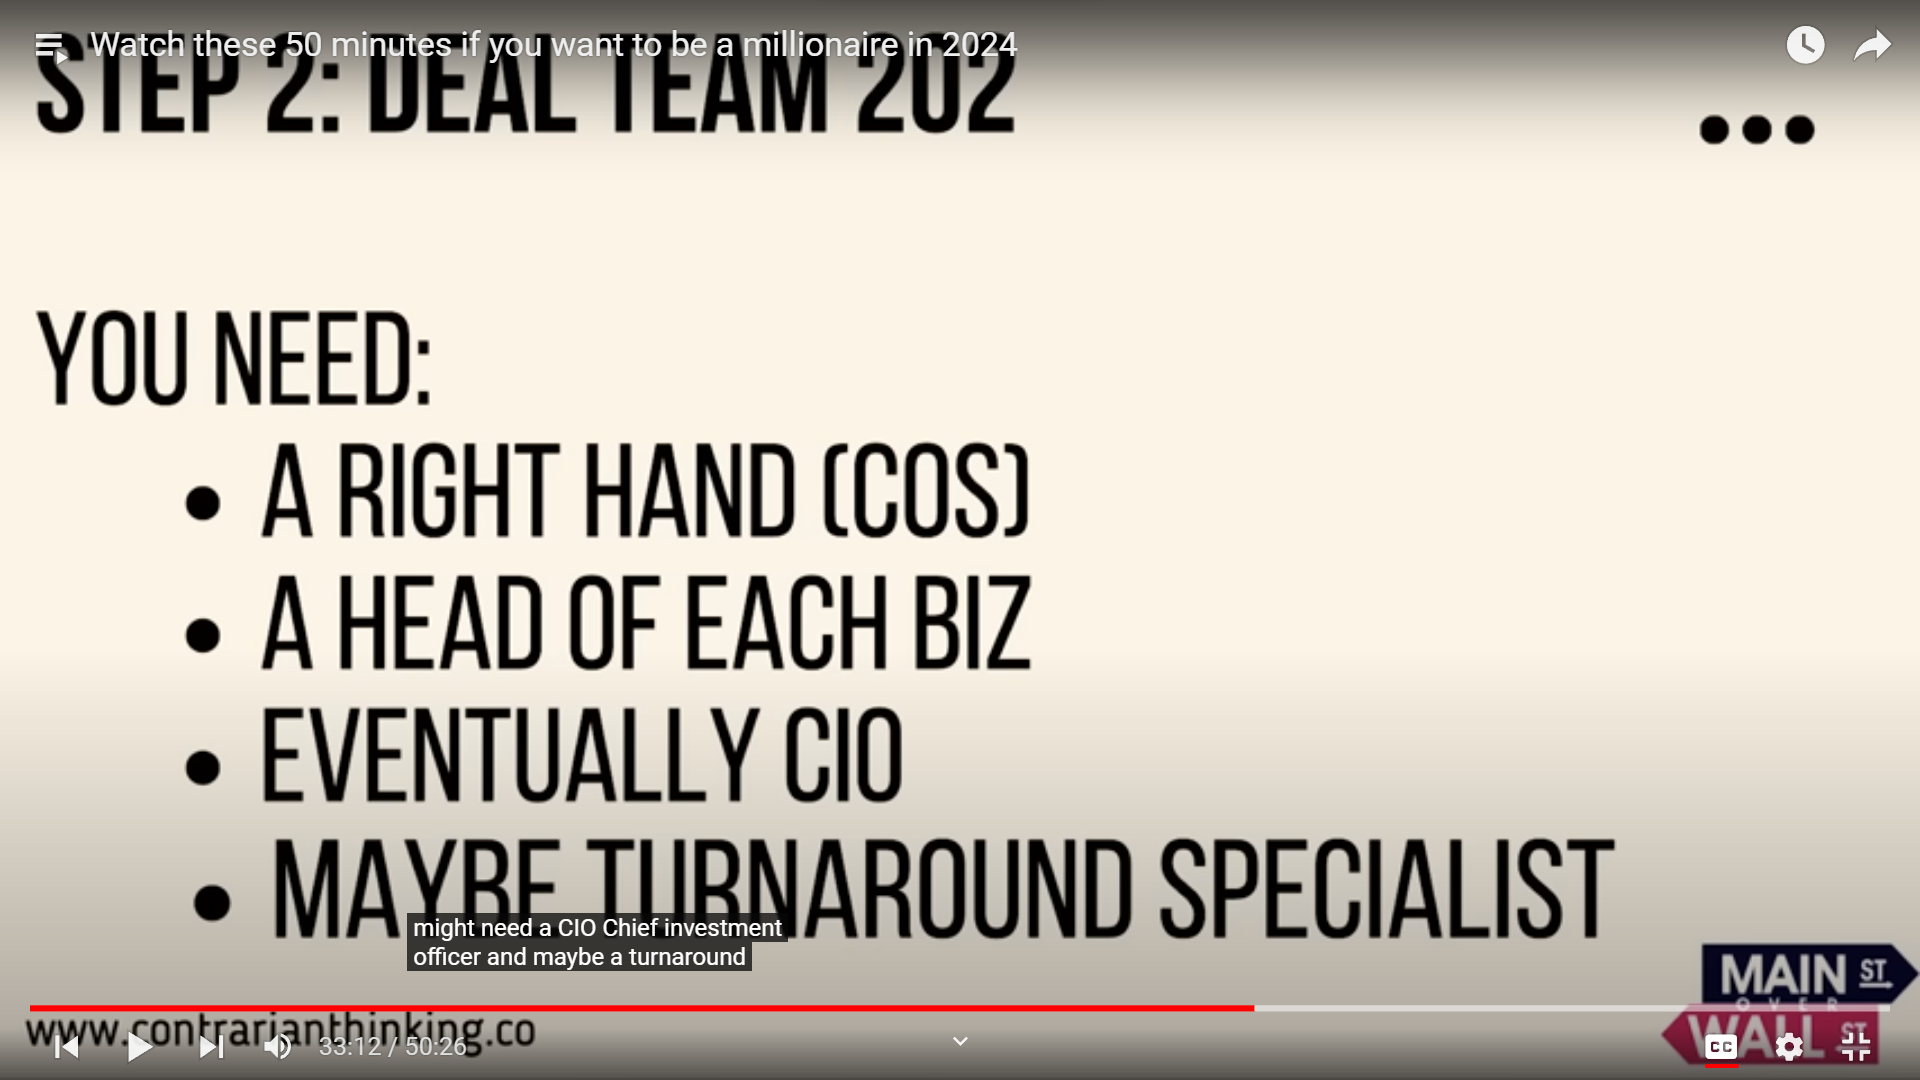 Watch these 50 minutes if you want to be a millionaire in 2024
STEP 2: DEAL TEAM 202
YOU NEED:
• A RIGHT HAND (COS)
• A HEAD OF EACH BIZ
• EVENTUALLY CIO
• MAYBE TURNAROUND SPECIALIST
might need a CIO Chief investment
officer and maybe a turnaround
MAIN ST
OVER
WALL ST
www.contrarianthinking.co
33:12 / 50:26
CC